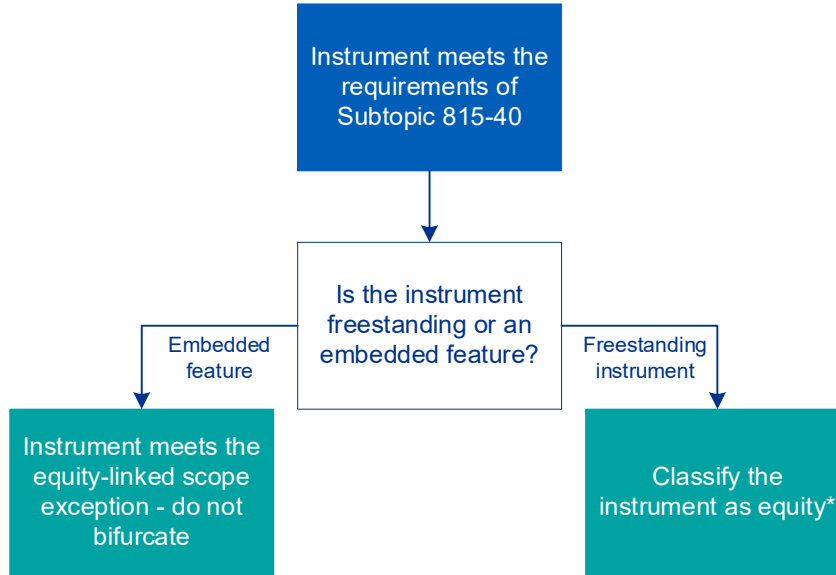 Instrument meets the
requirements of
Subtopic 815-40
Is the instrument
freestanding or an
embedded feature?
Embedded
feature
Freestanding
instrument
Instrument meets the
equity-linked scope
exception - do not
bifurcate
Classify the
instrument as equity*